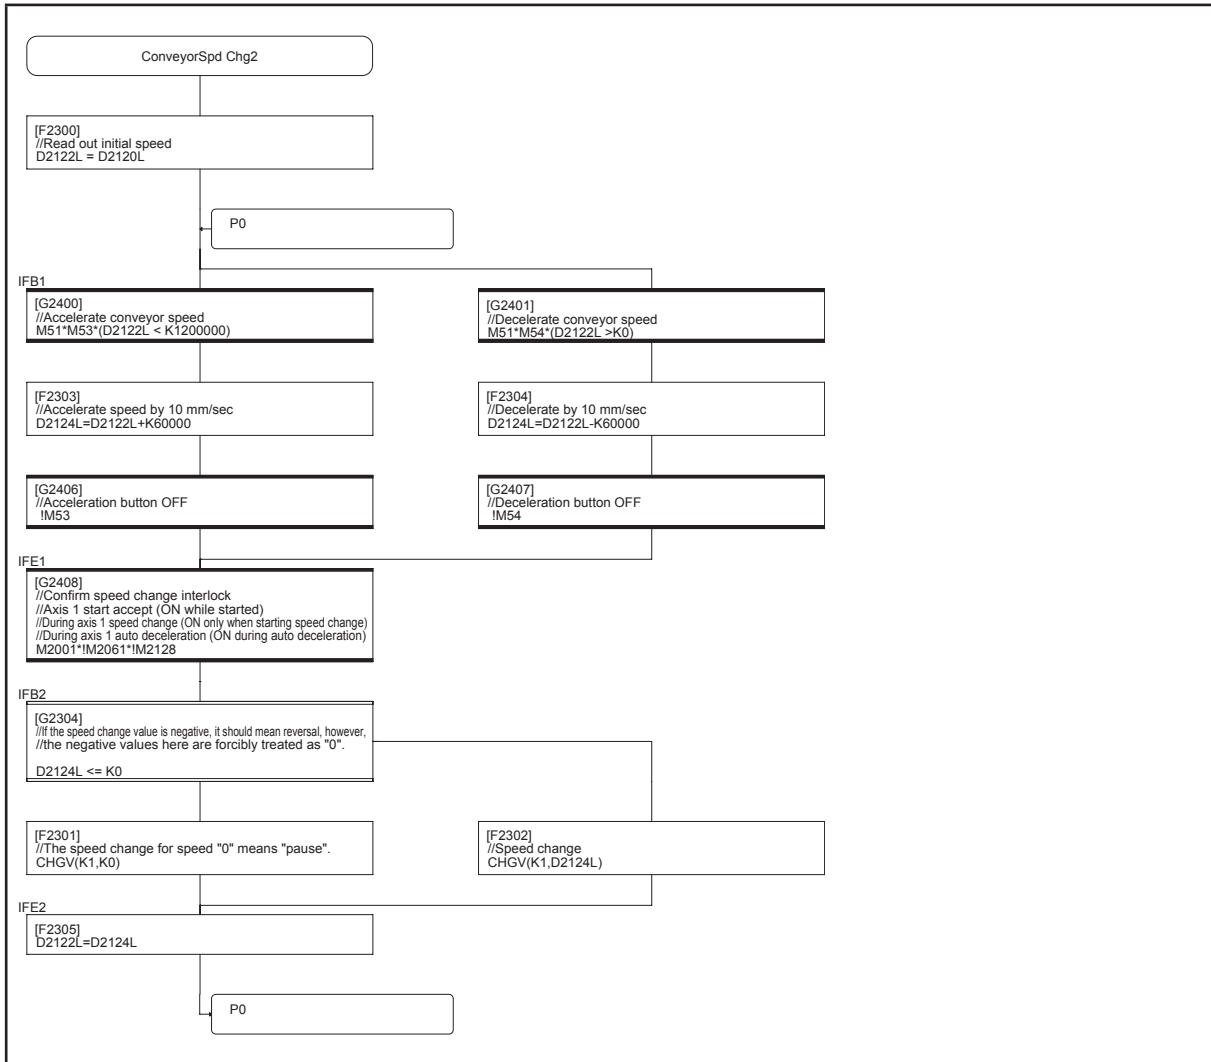 ConveyorSpd Chg2
[F2300]
//Read out initial speed
D2122L = D2120L
P0
IFB1
[G2400]
//Accelerate conveyor speed
M51*M53*(D2122L < K1200000)
[G2401]
//Decelerate conveyor speed
M51*M54*(D2122L >K0)
[F2303]
//Accelerate speed by 10 mm/sec
D2124L=D2122L+K60000
[F2304]
//Decelerate by 10 mm/sec
D2124L=D2122L-K60000
[G2406]
//Acceleration button OFF
!M53
[G2407]
//Deceleration button OFF
!M54
IFE1
[G2408]
//Confirm speed change interlock
//Axis 1 start accept (ON while started)
//During axis 1 speed change (ON only when starting speed change)
//During axis 1 auto deceleration (ON during auto deceleration)
M2001*!M2061*!M2128
IFB2
[G2304]
//If the speed change value is negative, it should mean reversal, however,
//the negative values here are forcibly treated as "0".
D2124L <= K0
[F2301]
//The speed change for speed "0" means "pause".
CHGV(K1,K0)
[F2302]
//Speed change
CHGV(K1,D2124L)
IFE2
[F2305]
D2122L=D2124L
P0